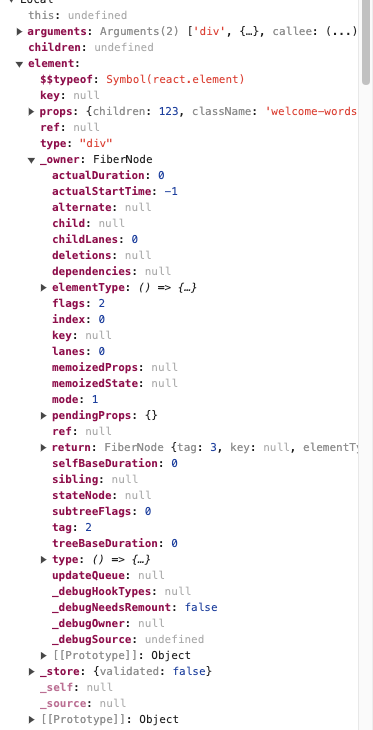 Local
this: undefined
arguments: Arguments(2) ['div', {…}, callee: (...)
children: undefined
element:
$$typeof: Symbol(react.element)
key: null
props: {children: 123, className: 'welcome-words
ref: null
type: "div"
_owner: FiberNode
actualDuration: 0
actualStartTime: -1
alternate: null
child: null
childLanes: 0
deletions: null
dependencies: null
elementType: () => {…}
flags: 2
index: 0
key: null
lanes: 0
memoizedProps: null
memoizedState: null
mode: 1
pendingProps: {}
ref: null
return: FiberNode {tag: 3, key: null, elementTy
selfBaseDuration: 0
sibling: null
stateNode: null
subtreeFlags: 0
tag: 2
treeBaseDuration: 0
type: () => {…}
updateQueue: null
_debugHookTypes: null
_debugNeedsRemount: false
_debugOwner: null
_debugSource: undefined
[[Prototype]]: Object
_store: {validated: false}
_self: null
_source: null
[[Prototype]]: Object